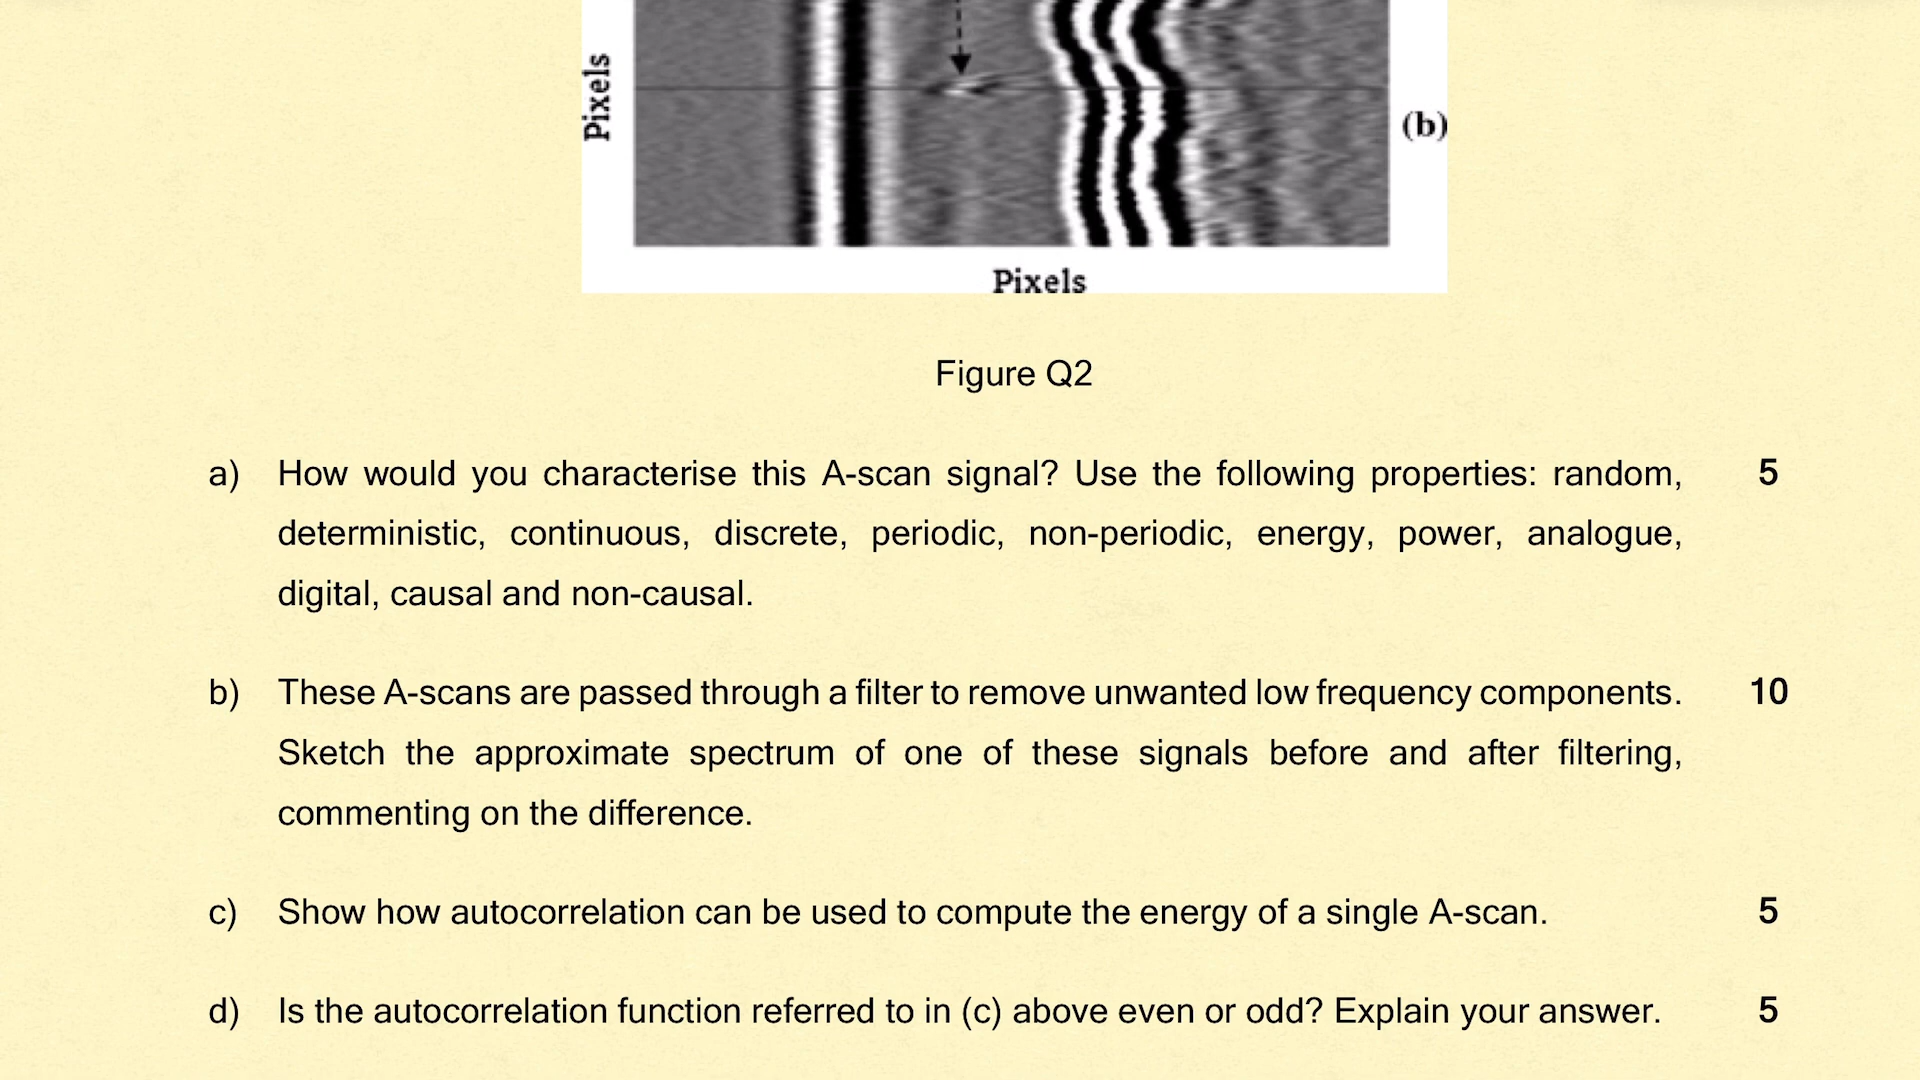 Pixels
(b)
Pixels
Figure Q2
a) How would you characterise this A-scan signal? Use the following properties: random, 5
deterministic, continuous, discrete, periodic, non-periodic, energy, power, analogue,
digital, causal and non-causal.
b) These A-scans are passed through a filter to remove unwanted low frequency components. 10
Sketch the approximate spectrum of one of these signals before and after filtering,
commenting on the difference.
c) Show how autocorrelation can be used to compute the energy of a single A-scan. 5
d) Is the autocorrelation function referred to in (c) above even or odd? Explain your answer. 5